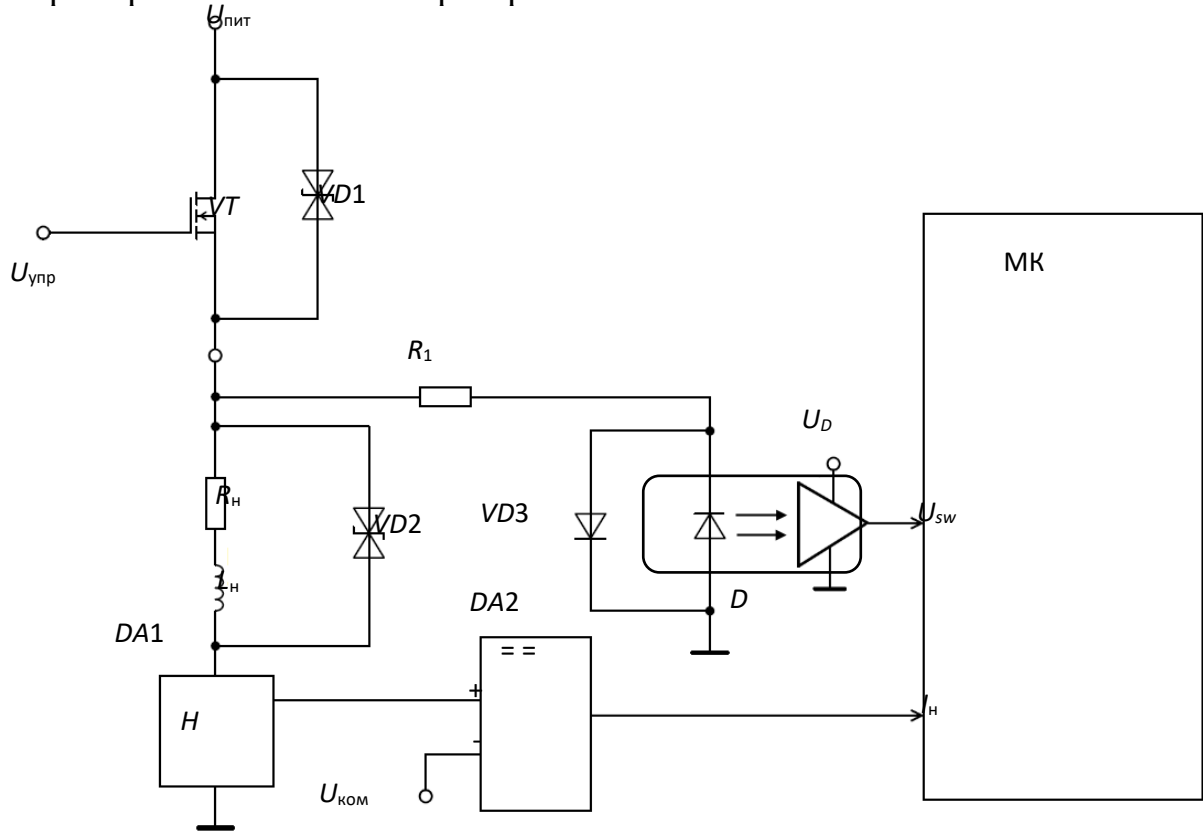 Uпит
VT
VD1
Uупр
МК
R1
UD
Rн
VD2
VD3
Usw
Lн
D
DA1
DA2
= =
+
-
H
Iн
Uком